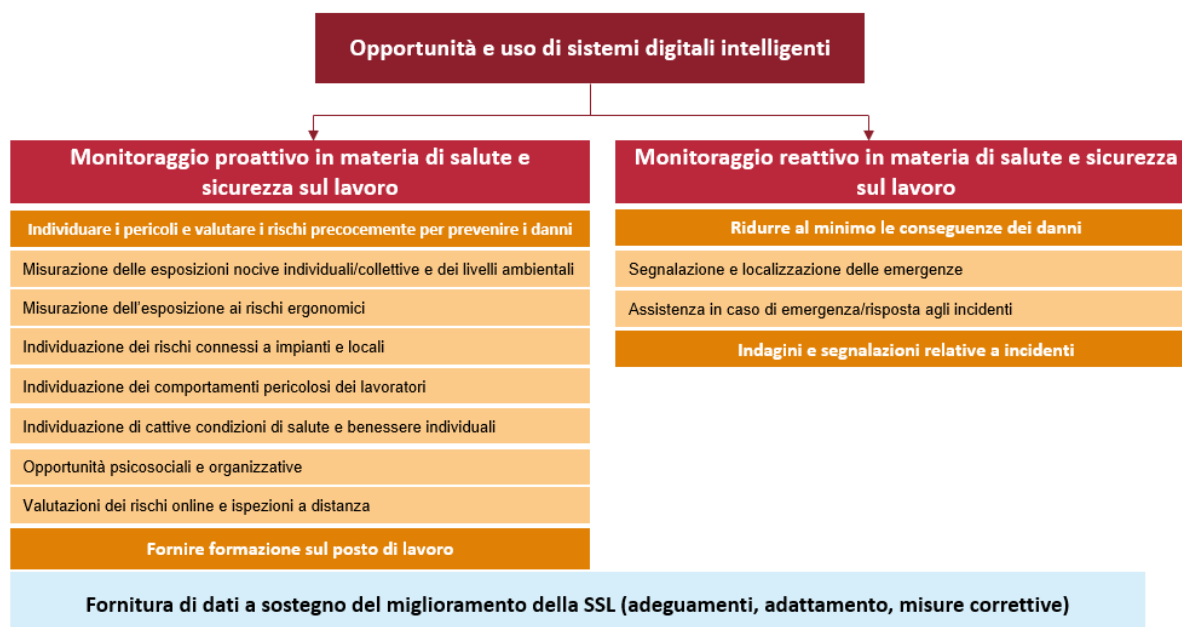 Opportunità e uso di sistemi digitali intelligenti
Monitoraggio proattivo in materia di salute e
sicurezza sul lavoro
Individuare i pericoli e valutare i rischi precocemente per prevenire i danni
Misurazione delle esposizioni nocive individuali/collettive e dei livelli ambientali
Misurazione dell'esposizione ai rischi ergonomici
Individuazione dei rischi connessi a impianti e locali
Individuazione dei comportamenti pericolosi dei lavoratori
Individuazione di cattive condizioni di salute e benessere individuali
Opportunità psicosociali e organizzative
Valutazioni dei rischi online e ispezioni a distanza
Fornire formazione sul posto di lavoro
Monitoraggio reattivo in materia di salute e sicurezza
sul lavoro
Ridurre al minimo le conseguenze dei danni
Segnalazione e localizzazione delle emergenze
Assistenza in caso di emergenza/risposta agli incidenti
Indagini e segnalazioni relative a incidenti
Fornitura di dati a sostegno del miglioramento della SSL (adeguamenti, adattamento, misure correttive)